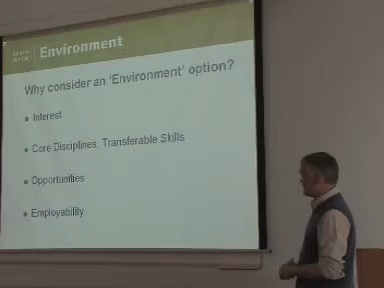 Environment
Why consider an 'Environment' option?
Interest
Core Disciplines, Transferable Skills
Opportunities
Employability